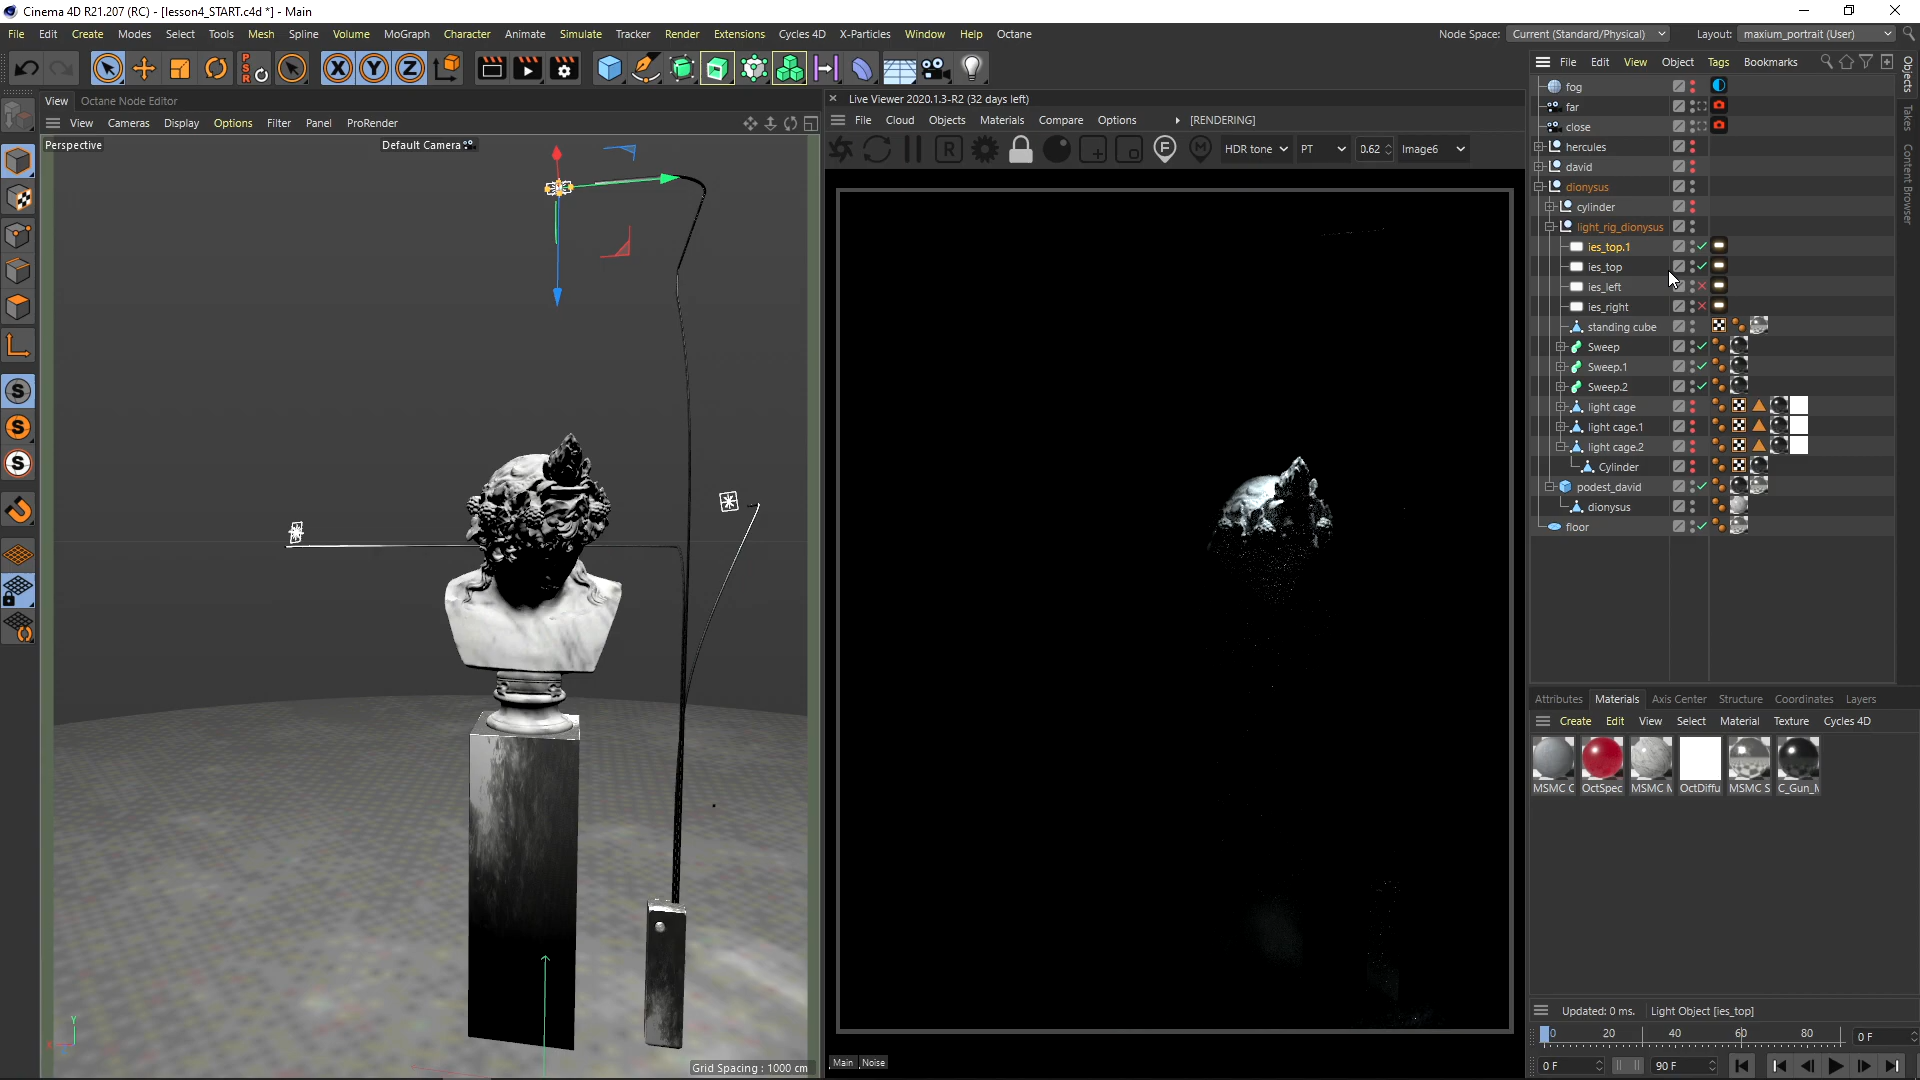 Cinema 4D R21.207 (RC) - [lesson4_START.c4d *] - Main
File Edit Create Modes Select Tools Mesh Spline Volume MoGraph Character Animate Simulate Tracker Render Extensions Cycles 4D X-Particles Window Help Octane Node Space: Current (Standard/Physical) Layout: maxium_portrait (User)
P S R X Y Z
File Edit View Object Tags Bookmarks
View Octane Node Editor
Live Viewer 2020.1.3-R2 (32 days left)
View Cameras Display Options Filter Panel ProRender
File Cloud Objects Materials Compare Options [RENDERING]
Perspective Default Camera
R F M HDR tone PT 0.62 Image6
fog
far
close
hercules
david
dionysus
cylinder
light_rig_dionysus
ies_top.1
ies_top
ies_left
ies_right
standing cube
Sweep
Sweep.1
Sweep.2
light cage
light cage.1
light cage.2
Cylinder
podest_david
dionysus
floor
Objects
Takes
Content Browser
S
S
S
Attributes Materials Axis Center Structure Coordinates Layers
Create Edit View Select Material Texture Cycles 4D
MSMC C OctSpec MSMC M OctDiffu MSMC S C_Gun_M
Y
X
Grid Spacing : 1000 cm
Main Noise
Updated: 0 ms. Light Object [ies_top]
0 20 40 60 80 0 F
0 F 90 F